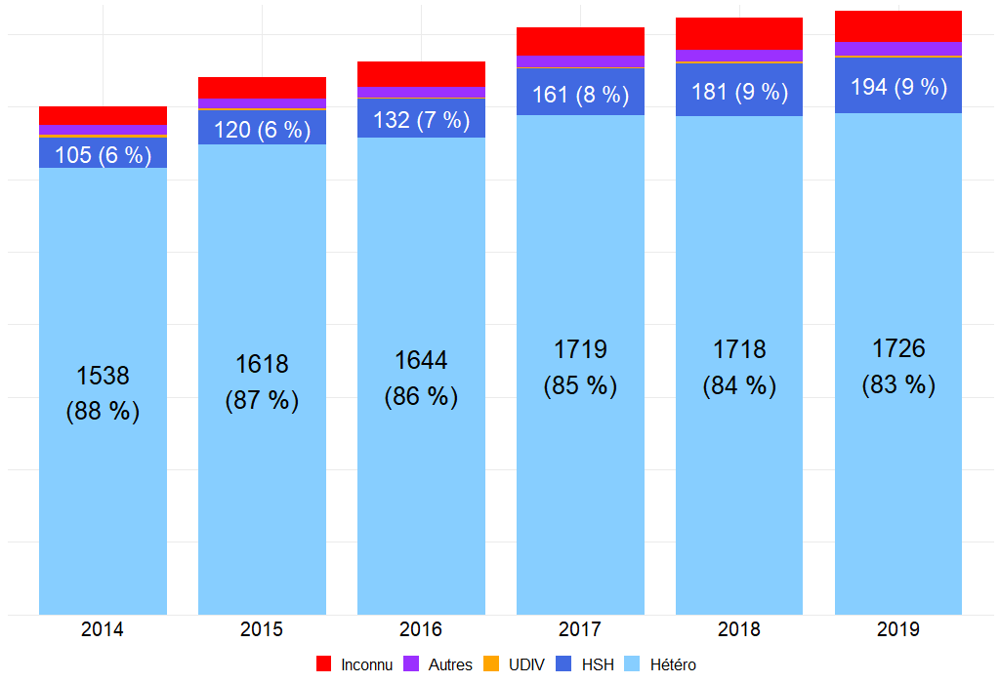 105 (6 %)
120 (6 %)
132 (7 %)
161 (8 %)
181 (9 %)
194 (9 %)
1538
(88 %)
1618
(87 %)
1644
(86 %)
1719
(85 %)
1718
(84 %)
1726
(83 %)
2014 2015 2016 2017 2018 2019
Inconnu Autres UDIV HSH Hétéro